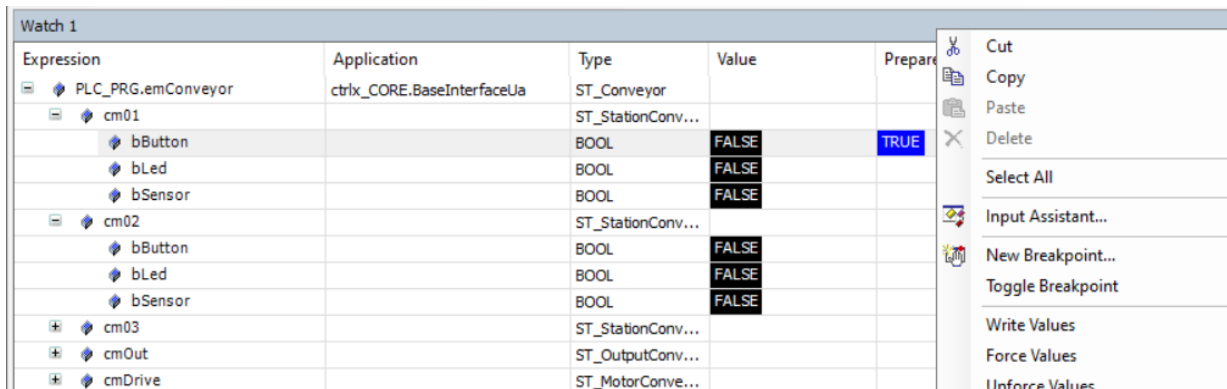 Watch 1
Expression Application Type Value Prepare
PLC_PRG.emConveyor ctrlx_CORE.BaseInterfaceUa ST_Conveyor
cm01 ST_StationConv...
bButton BOOL FALSE TRUE
bLed BOOL FALSE
bSensor BOOL FALSE
cm02 ST_StationConv...
bButton BOOL FALSE
bLed BOOL FALSE
bSensor BOOL FALSE
cm03 ST_StationConv...
cmOut ST_OutputConv...
cmDrive ST_MotorConve...
Cut
Copy
Paste
Delete
Select All
Input Assistant...
New Breakpoint...
Toggle Breakpoint
Write Values
Force Values
Unforce Values